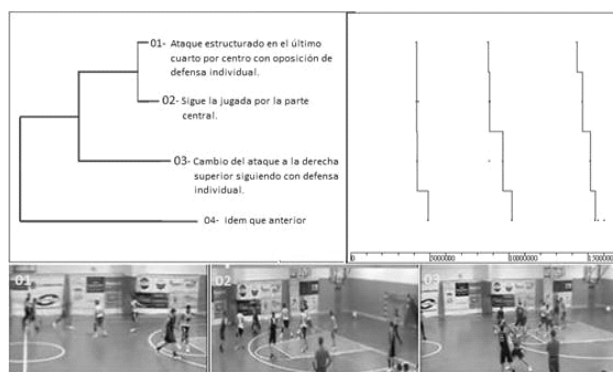 01- Ataque estructurado en el último
cuarto por centro con oposición de
defensa individual.
02- Sigue la jugada por la parte
central.
03- Cambio del ataque a la derecha
superior siguiendo con defensa
individual.
04- Idem que anterior
0 5000000 10000000
01 02 03